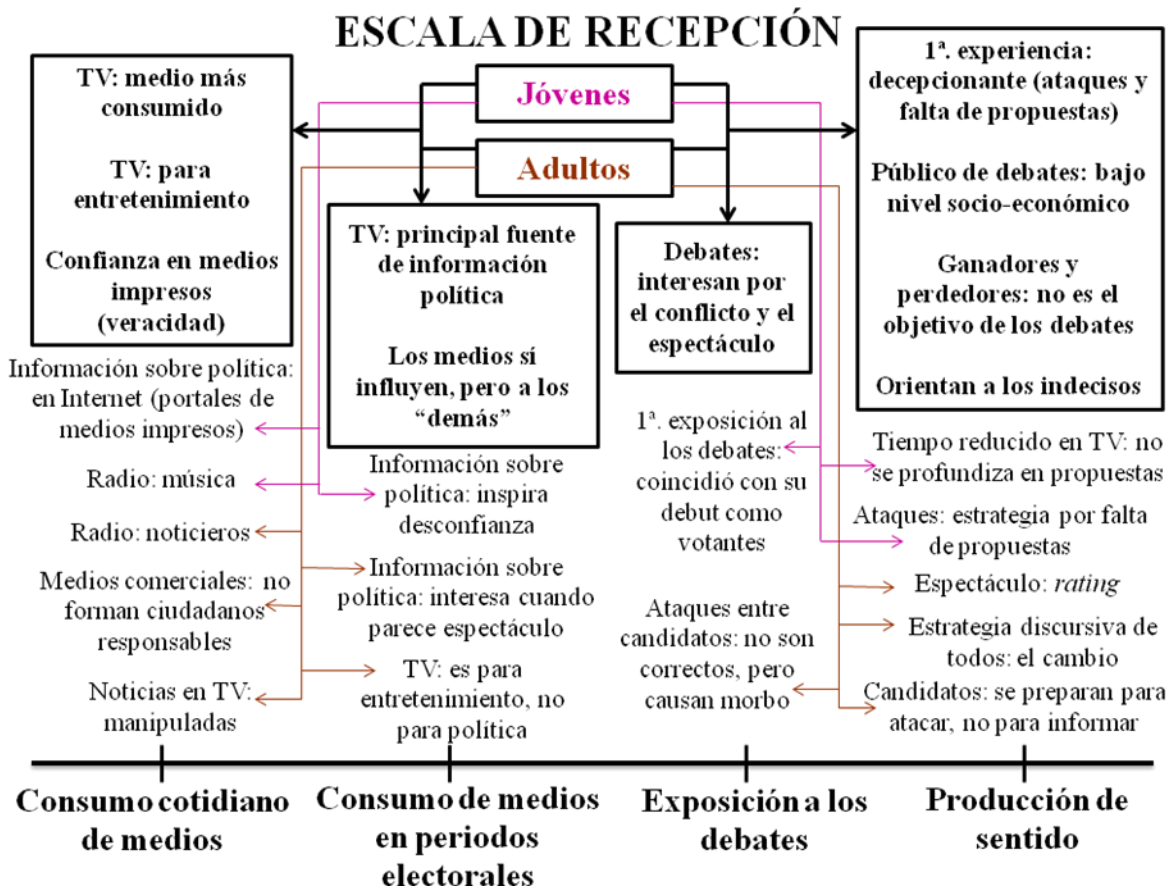 ESCALA DE RECEPCIÓN
Jóvenes
Adultos
TV: medio más
consumido
TV: para
entretenimiento
Confianza en medios
impresos
(veracidad)
Información sobre política:
en Internet (portales de
medios impresos)
Radio: música
Radio: noticieros
Medios comerciales: no
forman ciudadanos
responsables
Noticias en TV:
manipuladas
TV: principal fuente
de información
política
Los medios sí
influyen, pero a los
“demás”
Información sobre
política: inspira
desconfianza
Información sobre
política: interesa cuando
parece espectáculo
TV: es para
entretenimiento, no
para política
Debates:
interesan por
el conflicto y el
espectáculo
1ª. exposición al
los debates:
coincidió con su
debut como
votantes
Ataques entre
candidatos: no son
correctos, pero
causan morbo
1ª. experiencia:
decepcionante (ataques y
falta de propuestas)
Público de debates: bajo
nivel socio-económico
Ganadores y
perdedores: no es el
objetivo de los debates
Orientan a los indecisos
Tiempo reducido en TV: no
se profundiza en propuestas
Ataques: estrategia por falta
de propuestas
Espectáculo: rating
Estrategia discursiva de
todos: el cambio
Candidatos: se preparan para
atacar, no para informar
Consumo cotidiano
de medios
Consumo de medios
en periodos
electorales
Exposición a los
debates
Producción de
sentido